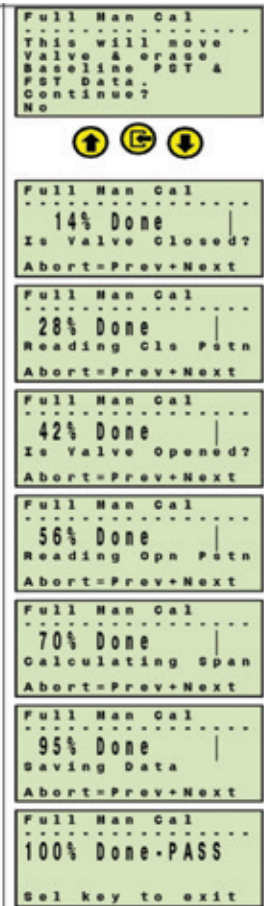 Full Man Cal
This will move
Valve & erase
Baseline PST &
FST Data.
Continue?
No
Full Man Cal
14% Done |
Is Valve Closed?
Abort=Prev+Next
Full Man Cal
28% Done |
Reading Cls Pstn
Abort=Prev+Next
Full Man Cal
42% Done |
Is Valve Opened?
Abort=Prev+Next
Full Man Cal
56% Done |
Reading Opn Pstn
Abort=Prev+Next
Full Man Cal
70% Done |
Calculating Span
Abort=Prev+Next
Full Man Cal
95% Done |
Saving Data
Abort=Prev+Next
Full Man Cal
100% Done-PASS
Sel key to exit